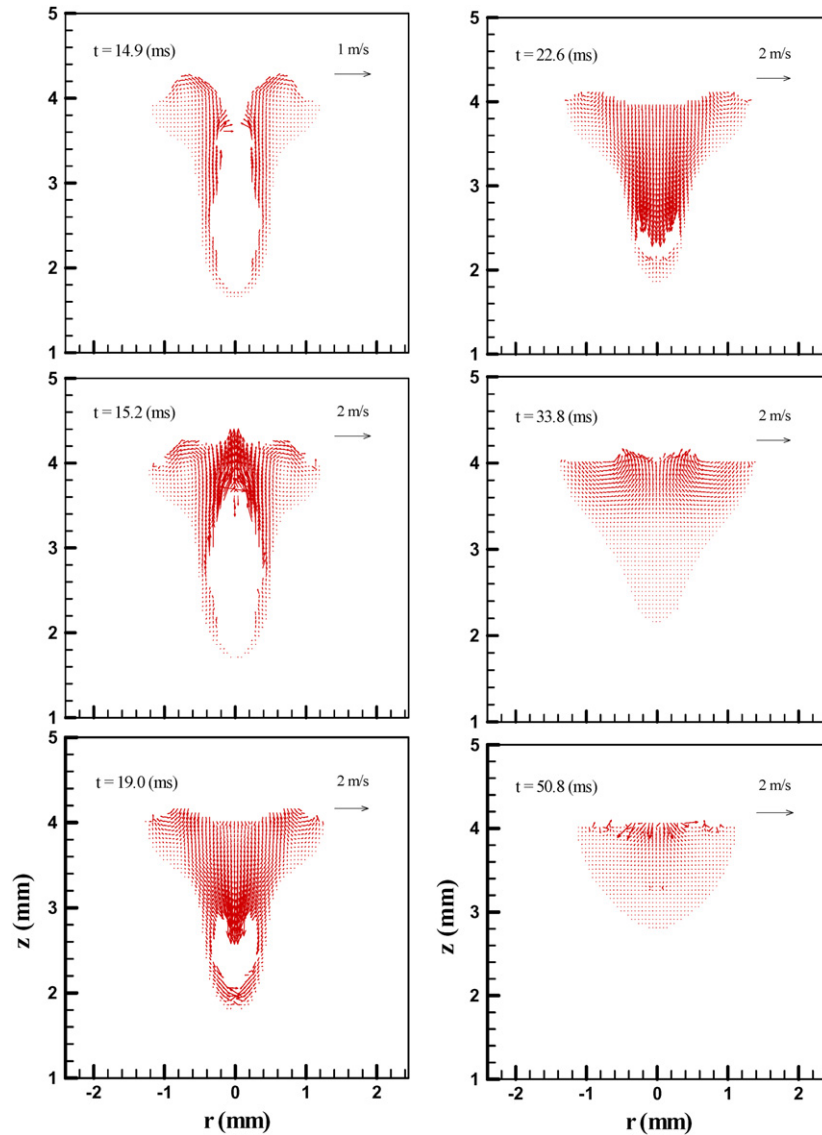 5
t = 14.9 (ms)
1 m/s
4
3
2
1
5
t = 22.6 (ms)
2 m/s
4
3
2
1
5
t = 15.2 (ms)
2 m/s
4
3
2
1
5
t = 33.8 (ms)
2 m/s
4
3
2
1
5
t = 19.0 (ms)
2 m/s
4
3
2
1
z (mm)
-2 -1 0 1 2
r (mm)
5
t = 50.8 (ms)
2 m/s
4
3
2
1
z (mm)
-2 -1 0 1 2
r (mm)